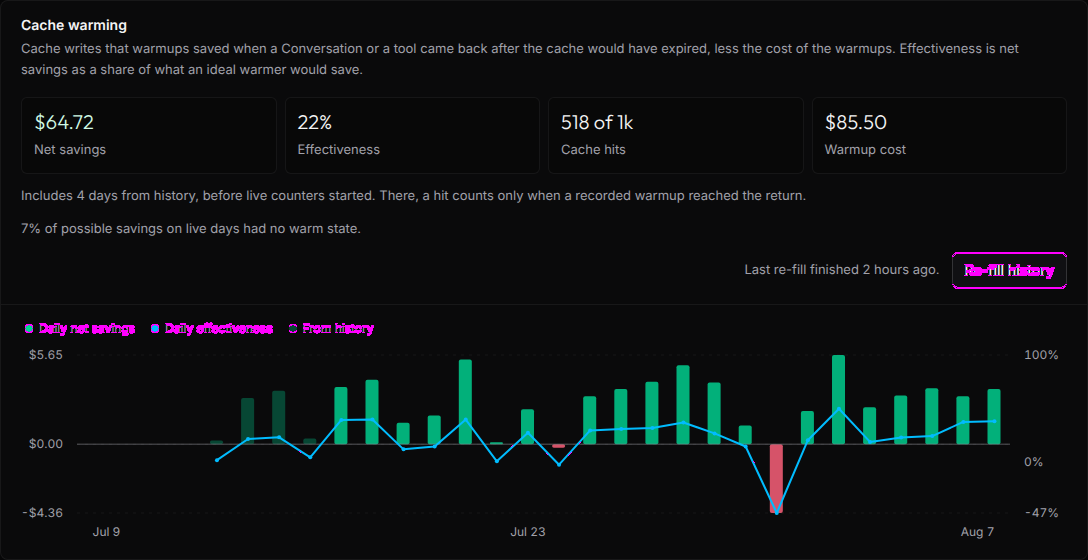 Cache warming
Cache writes that warmups saved when a Conversation or a tool came back after the cache would have expired, less the cost of the warmups. Effectiveness is net
savings as a share of what an ideal warmer would save.
$64.72
Net savings
22%
Effectiveness
518 of 1k
Cache hits
$85.50
Warmup cost
Includes 4 days from history, before live counters started. There, a hit counts only when a recorded warmup reached the return.
7% of possible savings on live days had no warm state.
Last re-fill finished 2 hours ago.
Re-fill history
Daily net savings
Daily effectiveness
From history
$5.65
100%
$0.00
0%
-$4.36
-47%
Jul 9
Jul 23
Aug 7